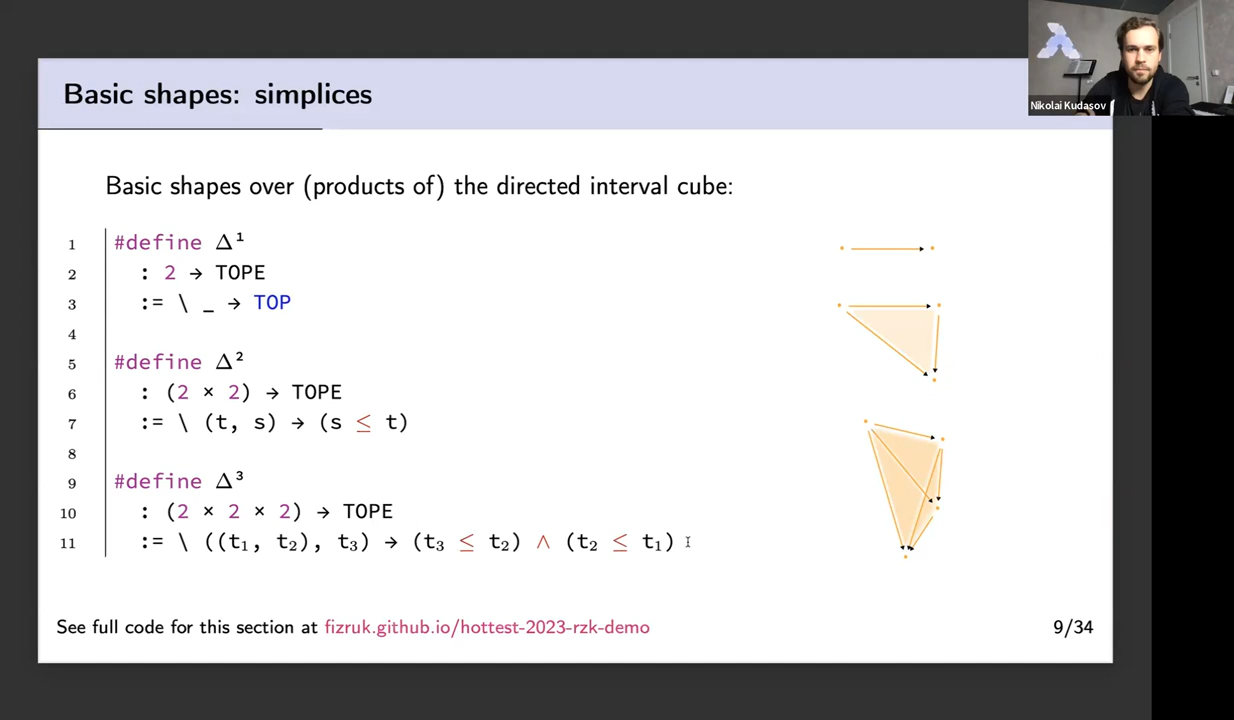 Basic shapes: simplices
Nikolai Kudasov
Basic shapes over (products of) the directed interval cube:
1 #define Δ¹
2 : 2 → TOPE
3 := \ _ → TOP
4
5 #define Δ²
6 : (2 × 2) → TOPE
7 := \ (t, s) → (s ≤ t)
8
9 #define Δ³
10 : (2 × 2 × 2) → TOPE
11 := \ ((t₁, t₂), t₃) → (t₃ ≤ t₂) ∧ (t₂ ≤ t₁)
See full code for this section at fizruk.github.io/hottest-2023-rzk-demo
9/34